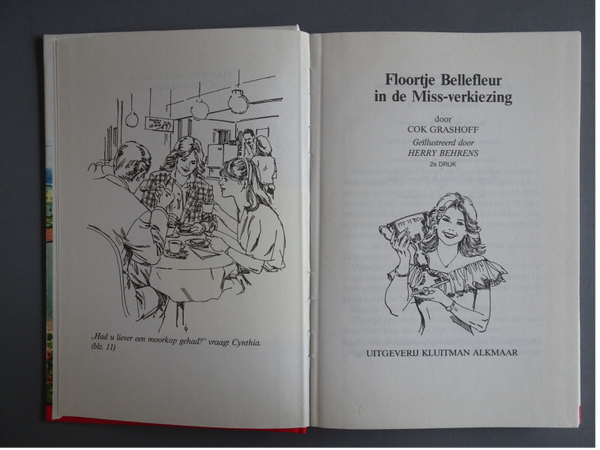 „Had u liever een moorkop gehad?” vraagt Cynthia.
(blz. 11)
Floortje Bellefleur
in de Miss-verkiezing
door
COK GRASHOFF
Geïllustreerd door
HERRY BEHRENS
2e DRUK
UITGEVERIJ KLUITMAN ALKMAAR